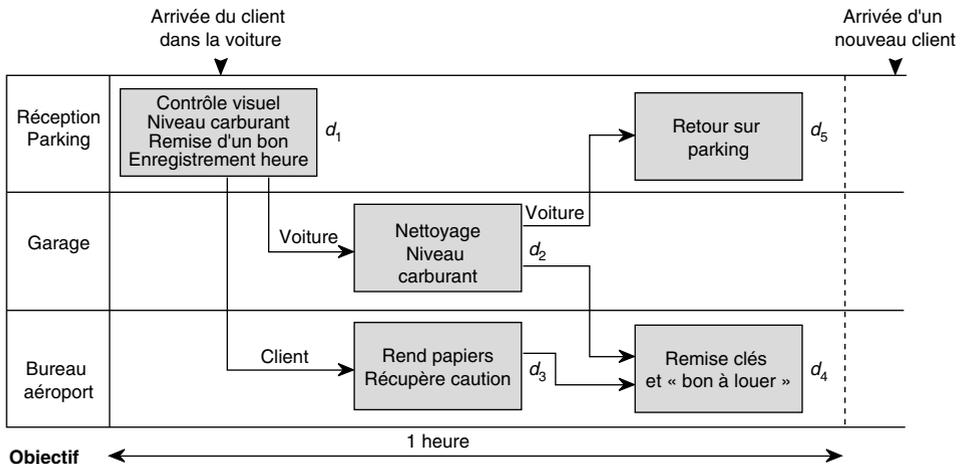 Arrivée du client
dans la voiture
Arrivée d'un
nouveau client
Réception
Parking
Contrôle visuel
Niveau carburant
Remise d'un bon
Enregistrement heure
d1
Retour sur
parking
d5
Garage
Voiture
Nettoyage
Niveau
carburant
Voiture
d2
Bureau
aéroport
Client
Rend papiers
Récupère caution
d3
Remise clés
et « bon à louer »
d4
1 heure
Objectif